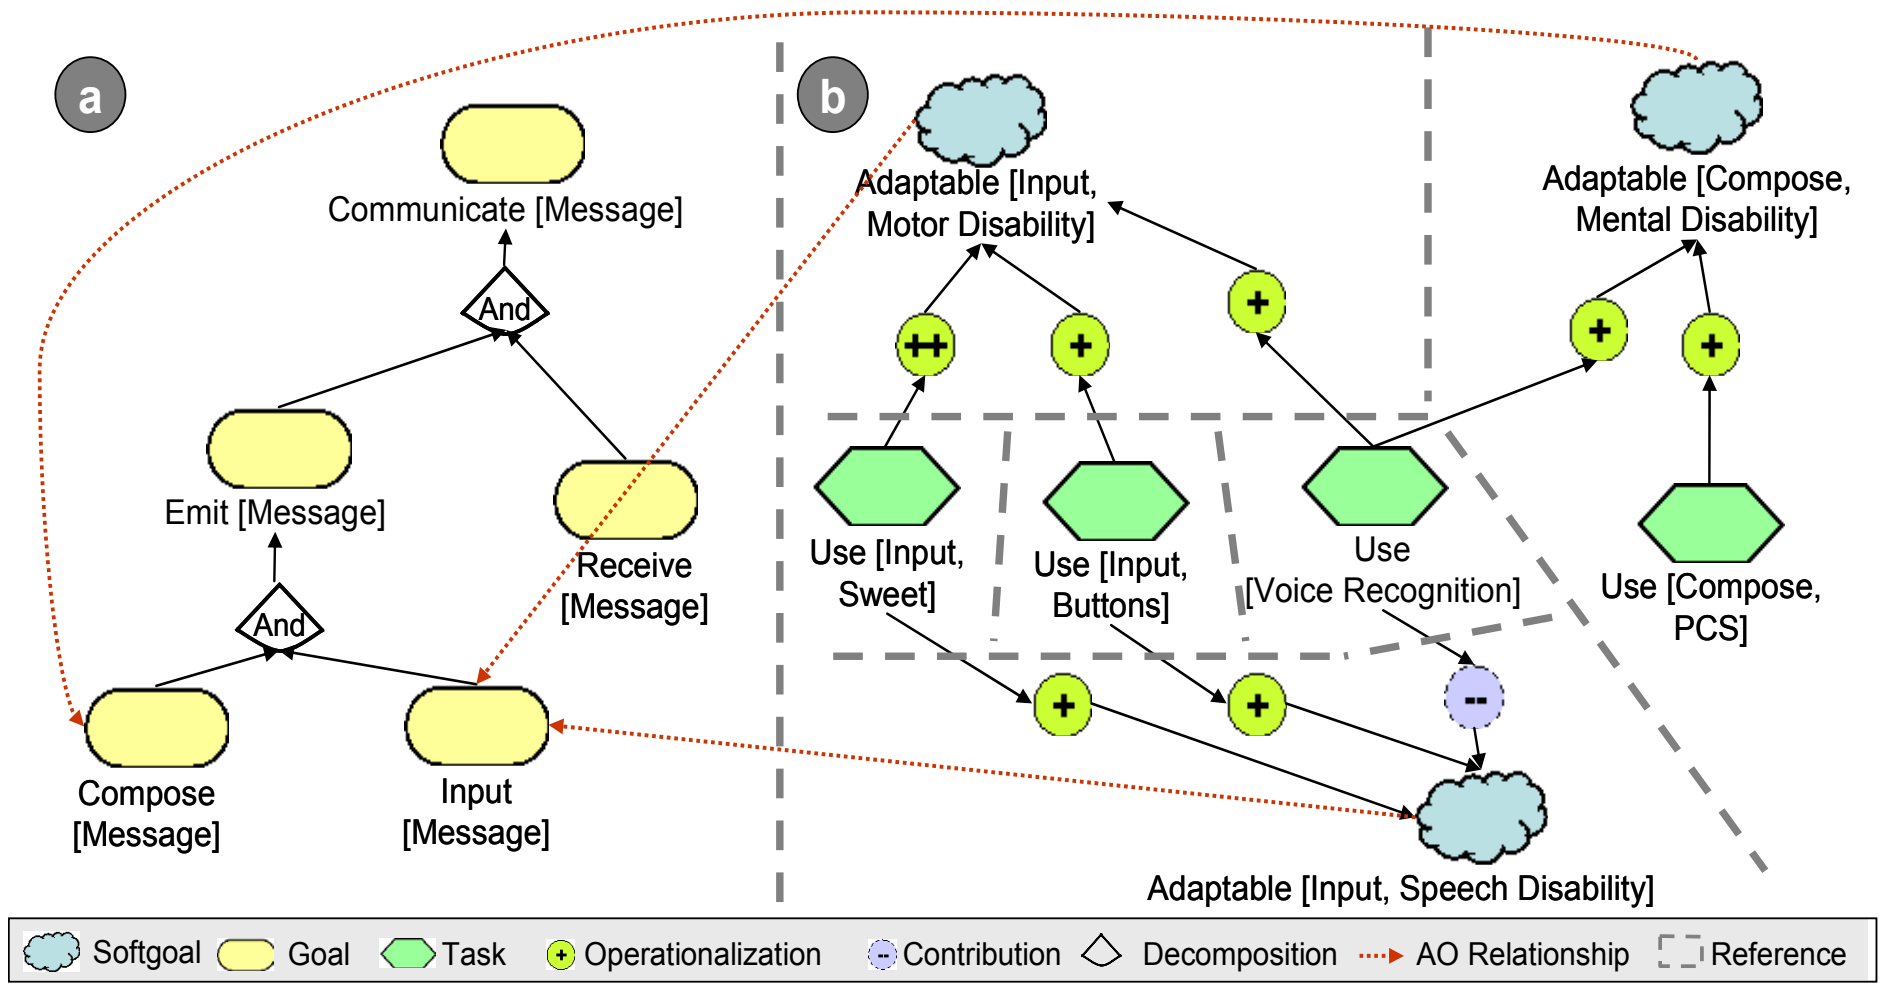 a
b
Communicate [Message]
And
Emit [Message]
Receive
[Message]
And
Compose
[Message]
Input
[Message]
Adaptable [Input,
Motor Disability]
Adaptable [Compose,
Mental Disability]
++
+
+
+
+
Use [Input,
Sweet]
Use [Input,
Buttons]
Use
[Voice Recognition]
Use [Compose,
PCS]
+
+
--
Adaptable [Input, Speech Disability]
Softgoal
Goal
Task
+
Operationalization
--
Contribution
Decomposition
AO Relationship
Reference